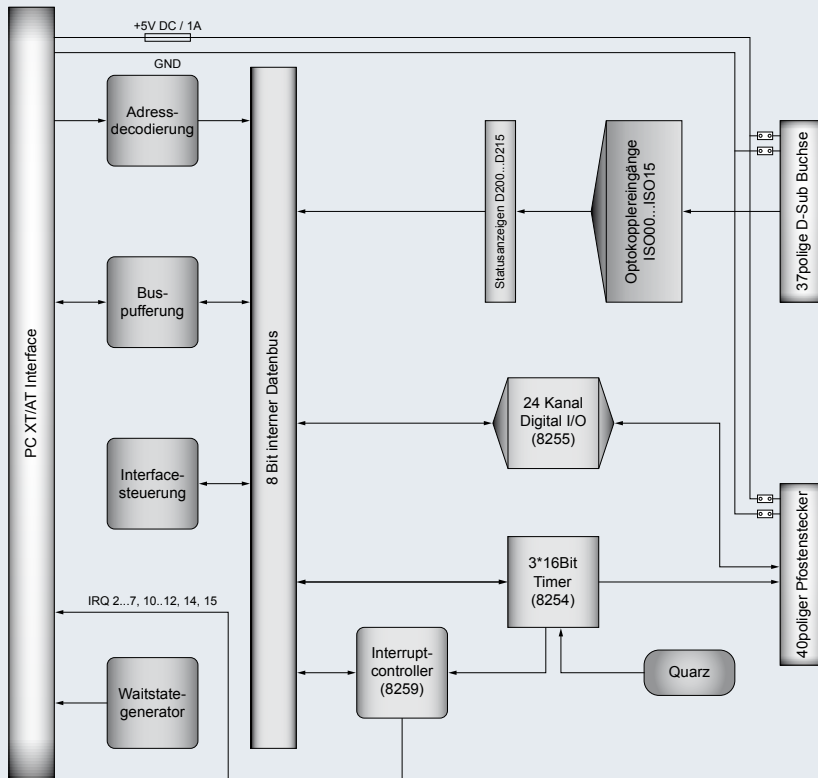 +5V DC / 1A
GND
PC XT/AT Interface
Adress-
decodierung
Bus-
pufferung
Interface-
steuerung
IRQ 2...7, 10..12, 14, 15
Waitstate-
generator
8 Bit interner Datenbus
Statusanzeigen D200...D215
Optokopplereingänge
ISO00...ISO15
37polige D-Sub Buchse
24 Kanal
Digital I/O
(8255)
3*16Bit
Timer
(8254)
Interrupt-
controller
(8259)
Quarz
40poliger Pfostenstecker